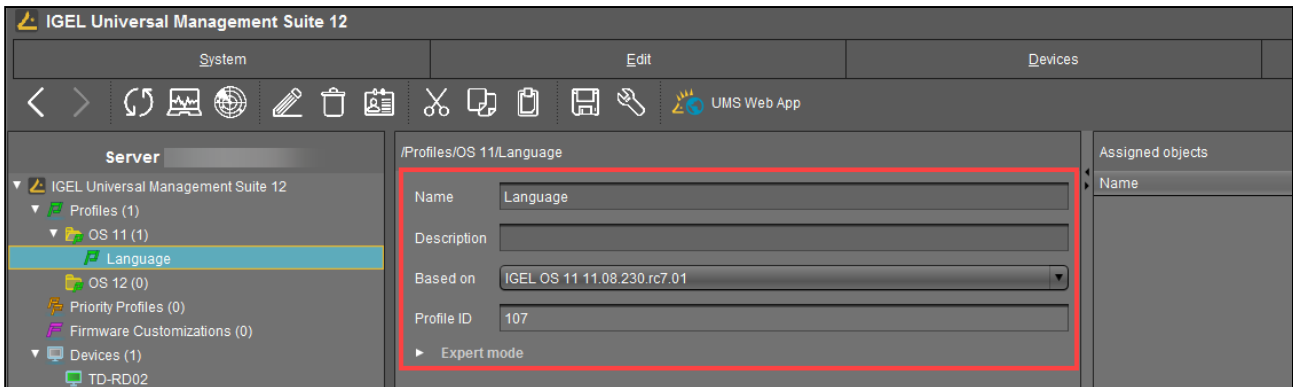 IGEL Universal Management Suite 12
System Edit Devices
UMS Web App
Server
IGEL Universal Management Suite 12
Profiles (1)
OS 11 (1)
Language
OS 12 (0)
Priority Profiles (0)
Firmware Customizations (0)
Devices (1)
TD-RD02
/Profiles/OS 11/Language
Name Language
Description
Based on IGEL OS 11 11.08.230.rc7.01
Profile ID 107
Expert mode
Assigned objects
Name